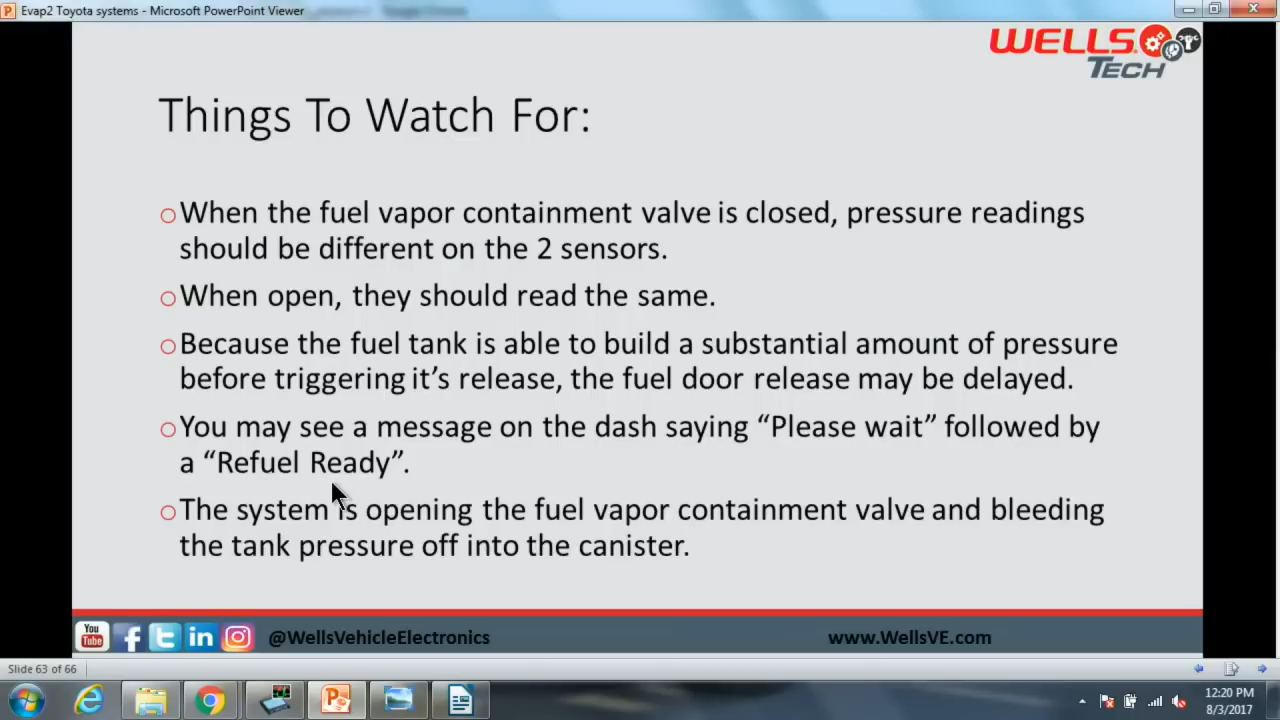 Evap2 Toyota systems - Microsoft PowerPoint Viewer
WELLS
TECH
Things To Watch For:
When the fuel vapor containment valve is closed, pressure readings
should be different on the 2 sensors.
When open, they should read the same.
Because the fuel tank is able to build a substantial amount of pressure
before triggering it’s release, the fuel door release may be delayed.
You may see a message on the dash saying “Please wait” followed by
a “Refuel Ready”.
The system is opening the fuel vapor containment valve and bleeding
the tank pressure off into the canister.
You
Tube
@WellsVehicleElectronics
www.WellsVE.com
Slide 63 of 66
12:20 PM
8/3/2017